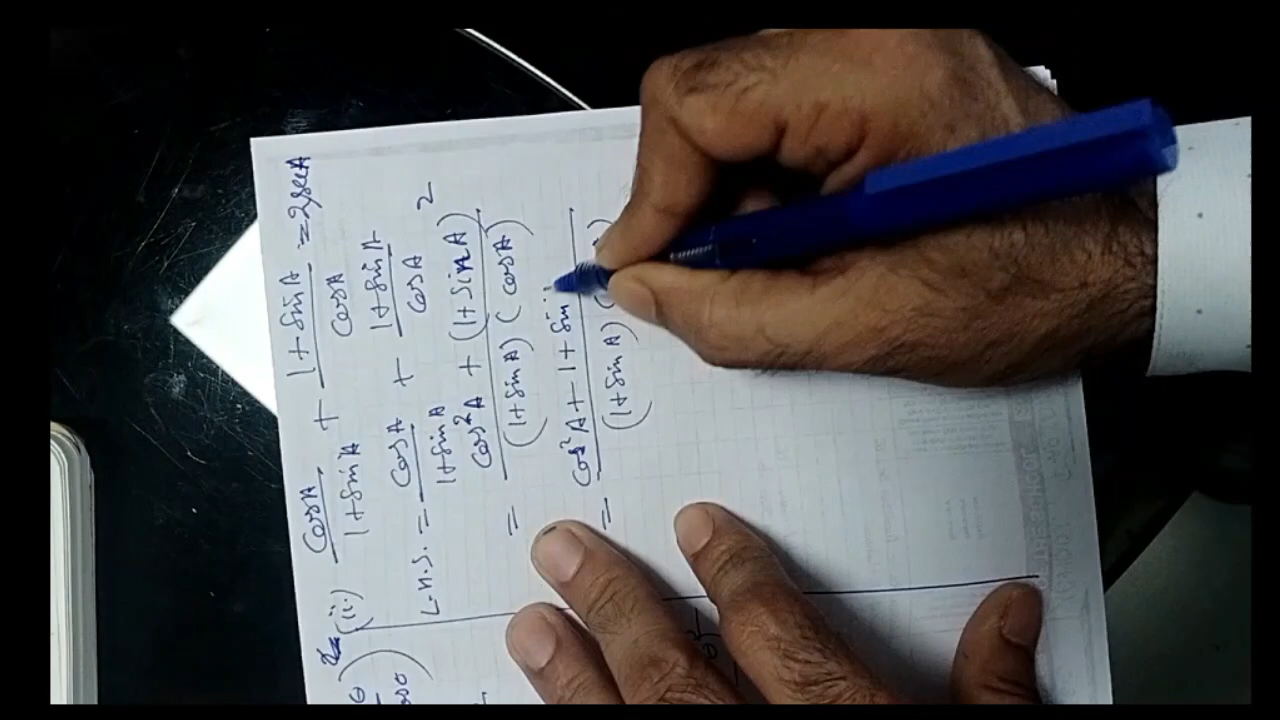 (ii) cosA/1+sinA + 1+sinA/cosA = 2secA
L.H.S. = cosA/1+sinA + 1+sinA/cosA
= cos²A + (1+sinA)²/(1+sinA)(cosA)
= cos²A + 1 + sin/(1+sinA)(